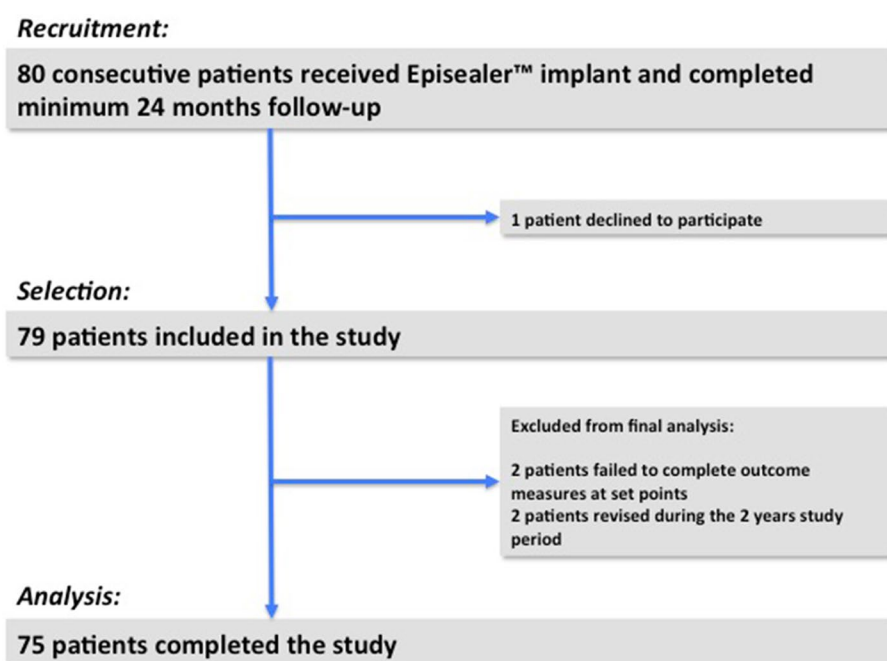 Recruitment:
80 consecutive patients received Episealer™ implant and completed
minimum 24 months follow-up
1 patient declined to participate
Selection:
79 patients included in the study
Excluded from final analysis:
2 patients failed to complete outcome
measures at set points
2 patients revised during the 2 years study
period
Analysis:
75 patients completed the study